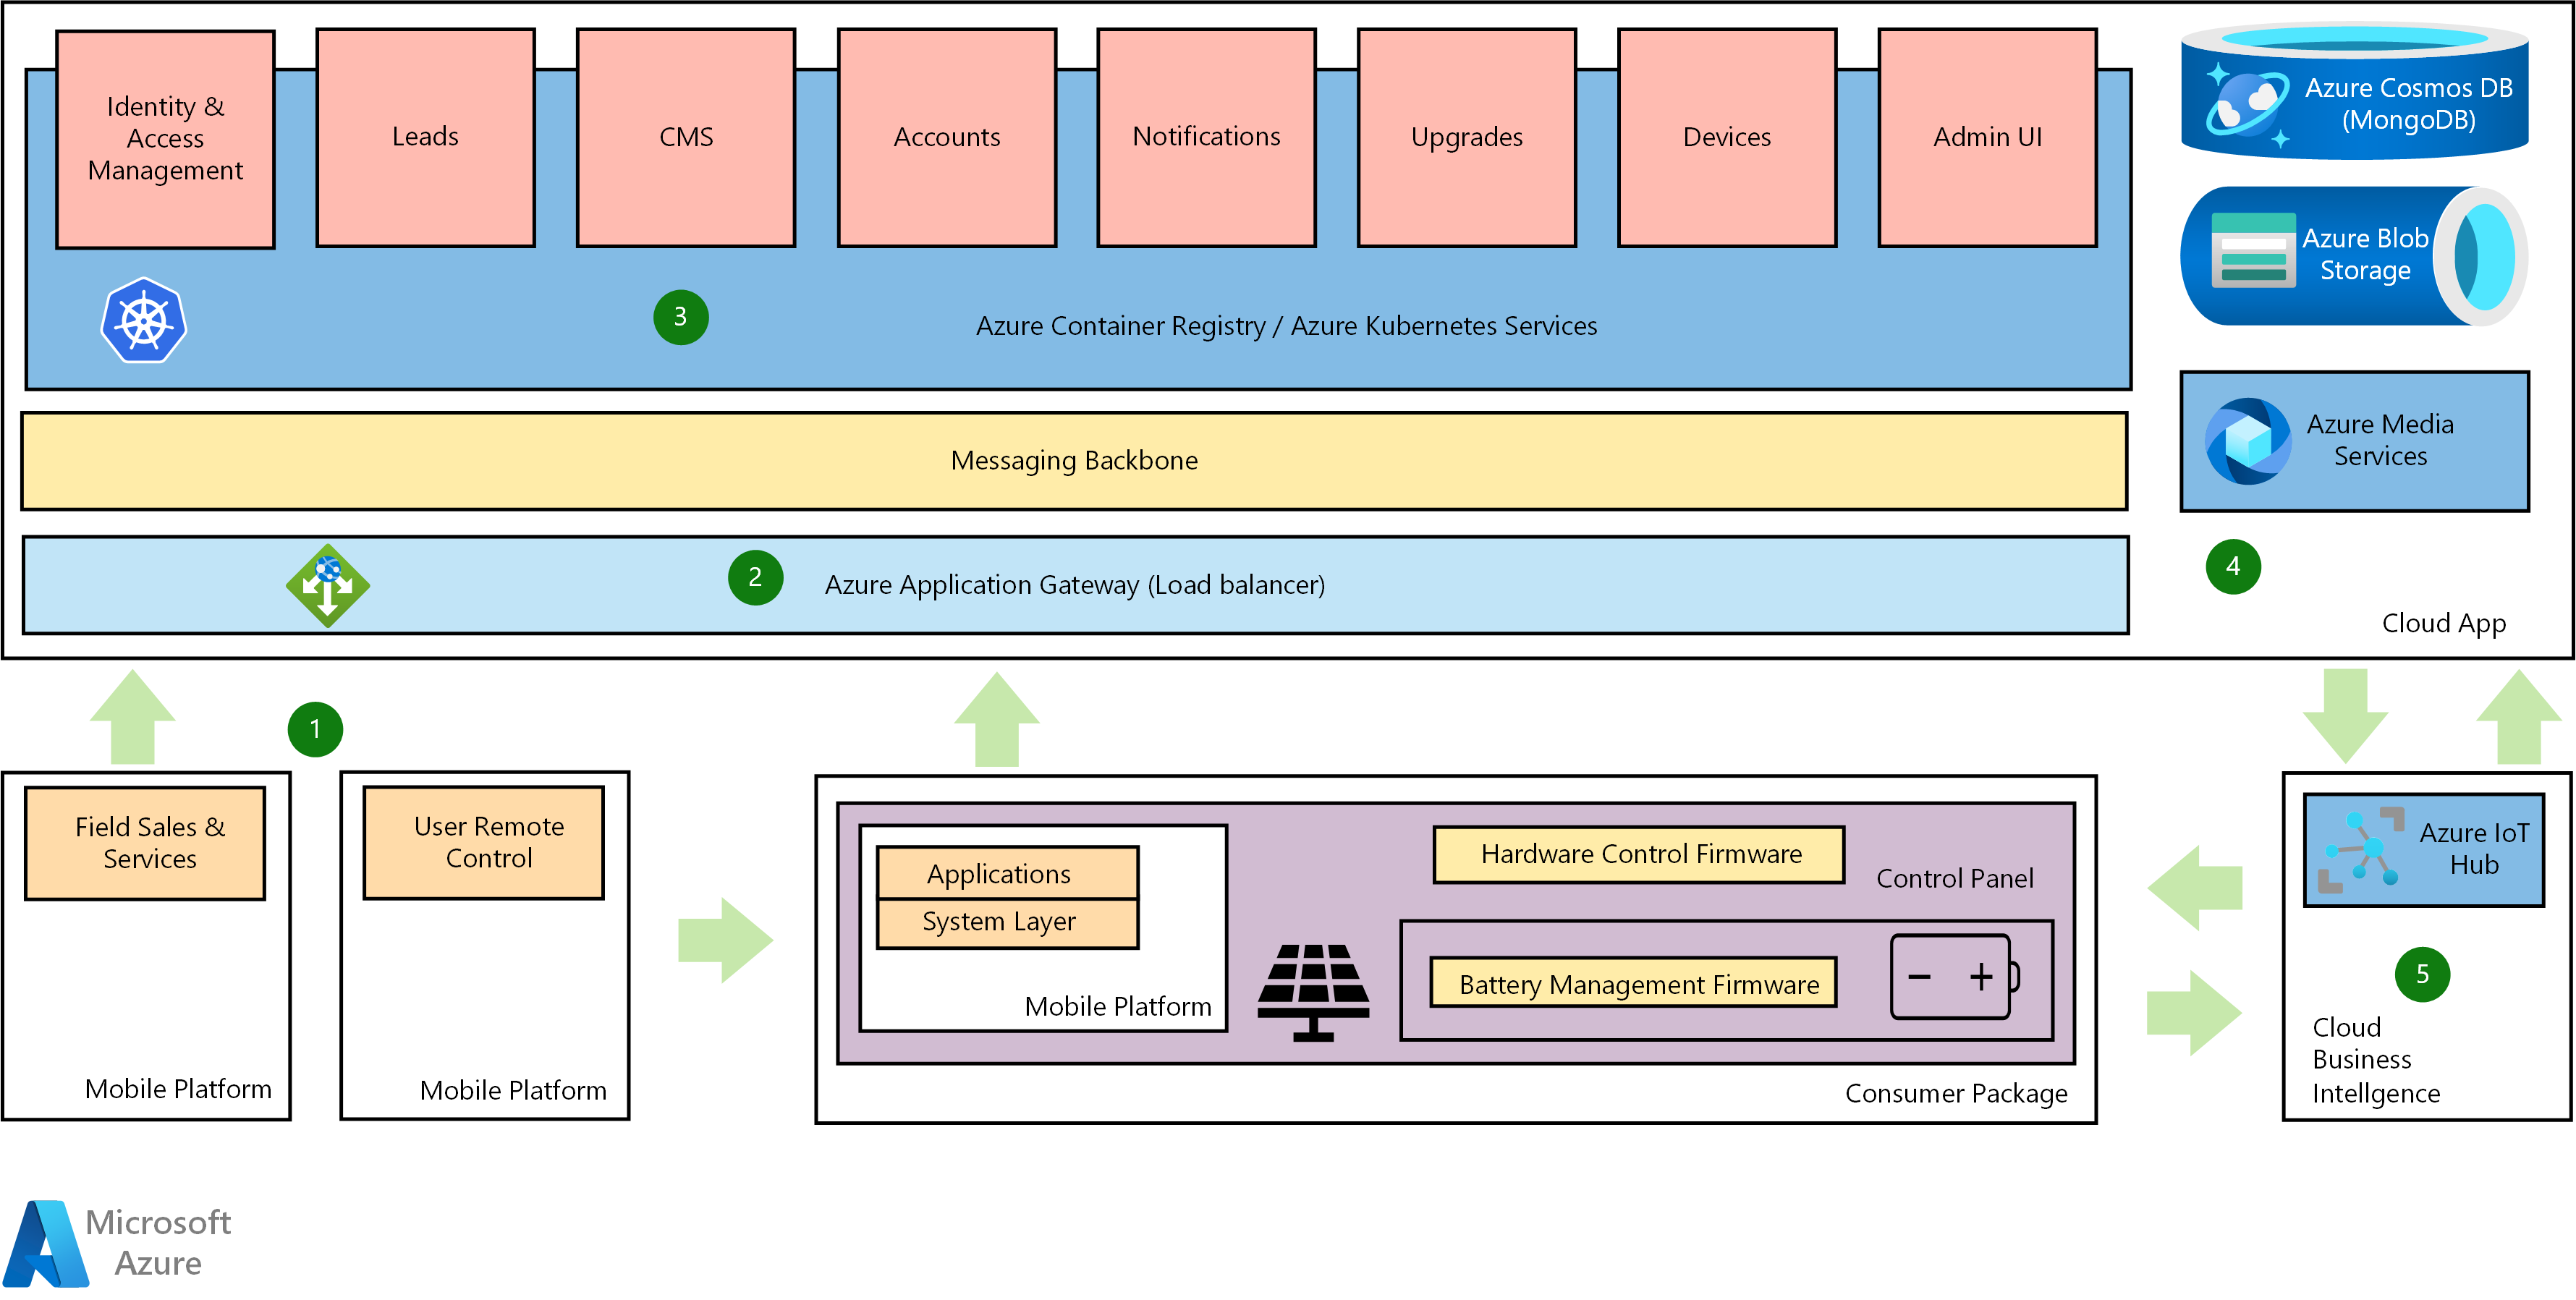 Identity &
Access
Management
Leads
CMS
Accounts
Notifications
Upgrades
Devices
Admin UI
Azure Cosmos DB
(MongoDB)
Azure Blob
Storage
3
Azure Container Registry / Azure Kubernetes Services
Azure Media
Services
Messaging Backbone
2
Azure Application Gateway (Load balancer)
4
Cloud App
1
Field Sales &
Services
Mobile Platform
User Remote
Control
Mobile Platform
Applications
System Layer
Mobile Platform
Hardware Control Firmware
Control Panel
Battery Management Firmware
Consumer Package
Azure IoT
Hub
5
Cloud
Business
Intellgence
Microsoft
Azure